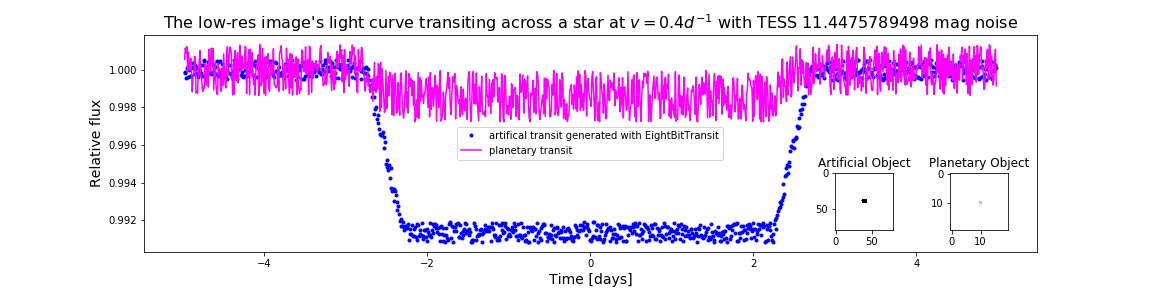 The low-res image's light curve transiting across a star at v = 0.4d⁻¹ with TESS 11.4475789498 mag noise
Relative flux
1.000
0.998
0.996
0.994
0.992
artifical transit generated with EightBitTransit
planetary transit
Artificial Object
0
50
0 50
Planetary Object
0
10
0 10
−4 −2 0 2 4
Time [days]